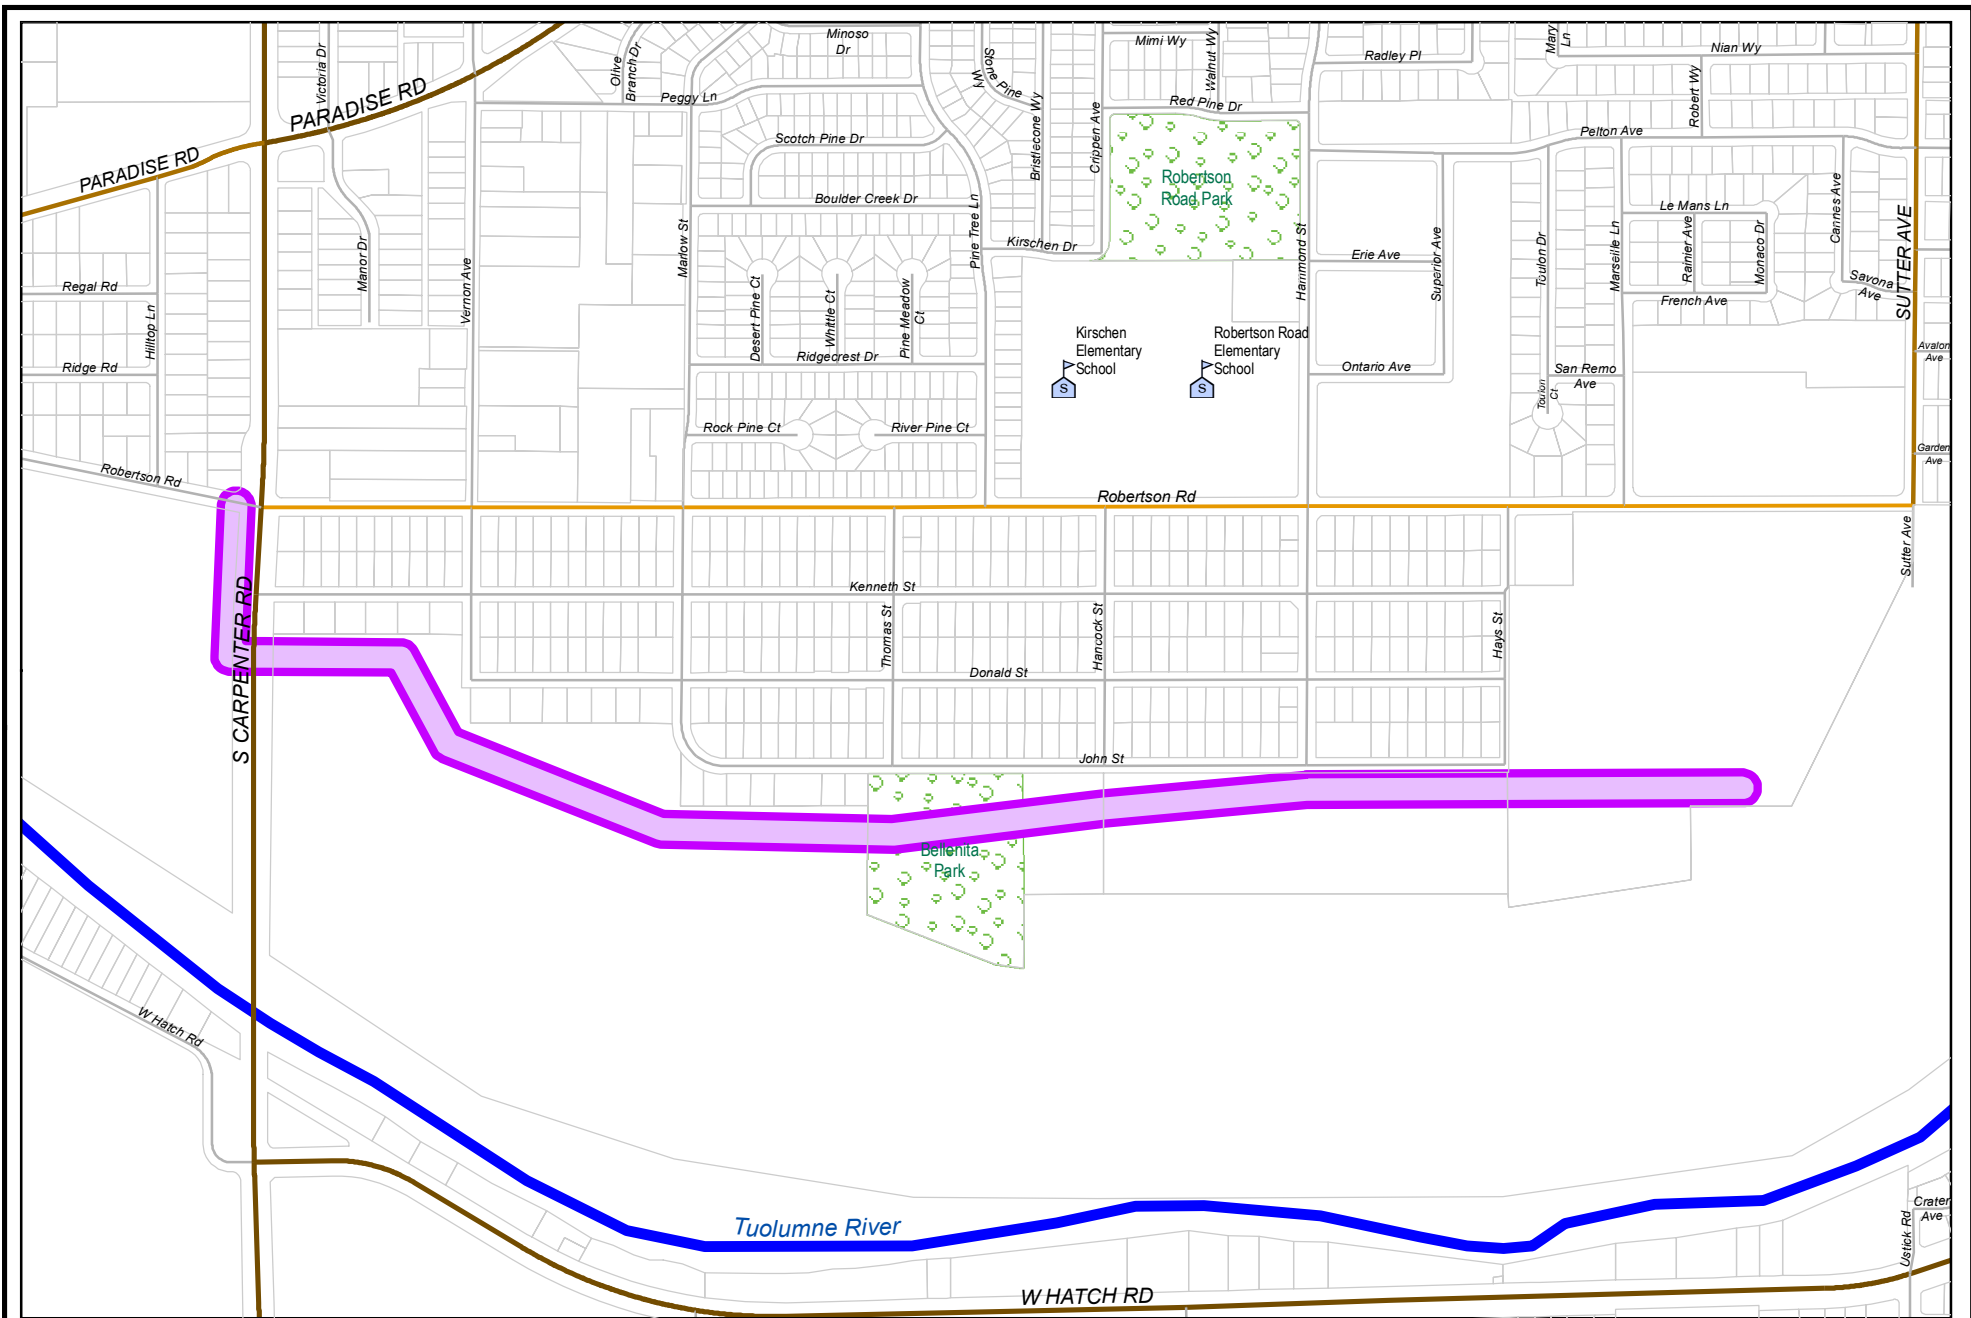 Minoso
Dr
Mimi Wy
Walnut Wy
Radley Pl
Mary
Ln
Nian Wy
Victoria Dr
Olive
Branch Dr
Stone Pine
Wy
PARADISE RD
Peggy Ln
Bristlecone Wy
Crippen Ave
Red Pine Dr
Robert Wy
Pelton Ave
Scotch Pine Dr
PARADISE RD
Robertson
Road Park
Boulder Creek Dr
Le Mans Ln
Cannes Ave
SUTTER AVE
Manor Dr
Vernon Ave
Marlow St
Pine Tree Ln
Kirschen Dr
Hammond St
Erie Ave
Superior Ave
Toulon Dr
Marseille Ln
Rainier Ave
Monaco Dr
Savona
Ave
French Ave
Regal Rd
Hilltop Ln
Desert Pine Ct
Whittle Ct
Pine Meadow
Ct
Kirschen
Elementary
School
S
Robertson Road
Elementary
School
S
Avalon
Ave
Ridge Rd
Ridgecrest Dr
Ontario Ave
San Remo
Ave
Toulon
Ct
Rock Pine Ct
River Pine Ct
Garden
Ave
Robertson Rd
Robertson Rd
Sutter Ave
Kenneth St
S CARPENTER RD
Thomas St
Hancock St
Hays St
Donald St
John St
Bellenita
Park
W Hatch Rd
Tuolumne River
Crater
Ave
Ustick Rd
W HATCH RD